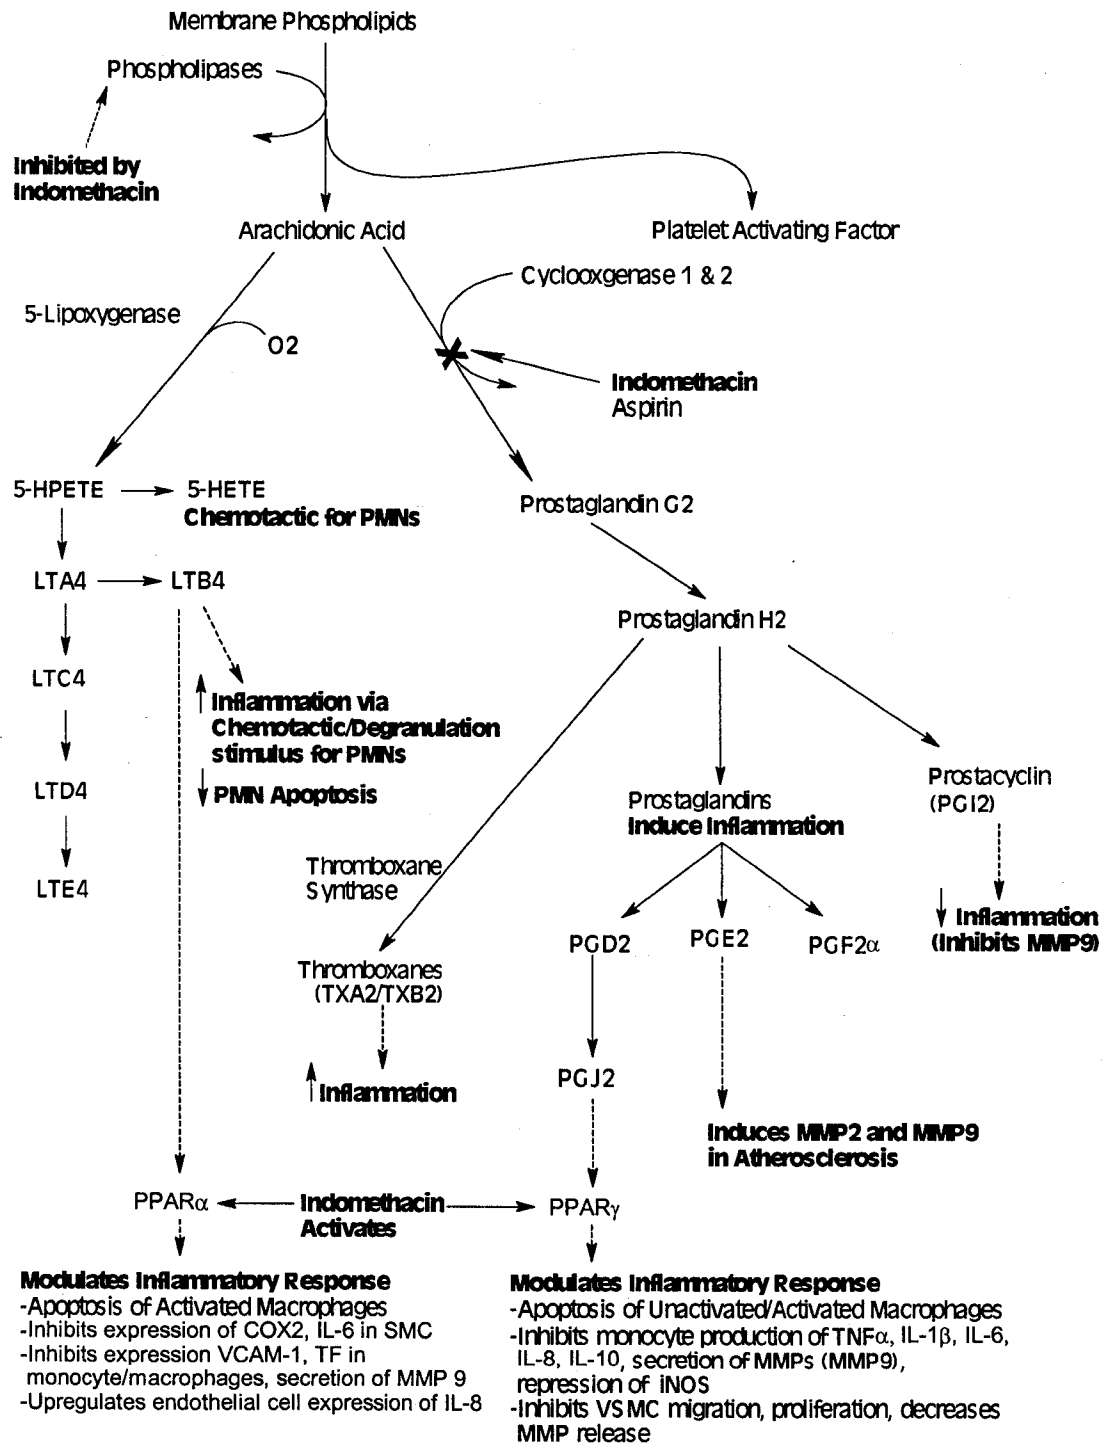 Membrane Phospholipids
Phospholipases
Inhibited by
Indomethacin
Arachidonic Acid
Platelet Activating Factor
Cyclooxgenase 1 & 2
5-Lipoxygenase
O2
Indomethacin
Aspirin
5-HPETE
5-HETE
Chemotactic for PMNs
Prostaglandin G2
LTA4
LTB4
Prostaglandin H2
LTC4
Inflammation via
Chemotactic/Degranulation
stimulus for PMNs
PMN Apoptosis
LTD4
LTE4
Prostacyclin
(PGI2)
Prostaglandins
Induce Inflammation
Thromboxane
Synthase
Inflammation
(Inhibits MMP9)
PGD2
PGE2
PGF2α
Thromboxanes
(TXA2/TXB2)
Inflammation
PGJ2
Induces MMP2 and MMP9
in Atherosclerosis
PPARα
Indomethacin
Activates
PPARγ
Modulates Inflammatory Response
-Apoptosis of Activated Macrophages
-Inhibits expression of COX2, IL-6 in SMC
-Inhibits expression VCAM-1, TF in
monocyte/macrophages, secretion of MMP 9
-Upregulates endothelial cell expression of IL-8
Modulates Inflammatory Response
-Apoptosis of Unactivated/Activated Macrophages
-Inhibits monocyte production of TNFα, IL-1β, IL-6,
IL-8, IL-10, secretion of MMPs (MMP9),
repression of iNOS
-Inhibits VSMC migration, proliferation, decreases
MMP release